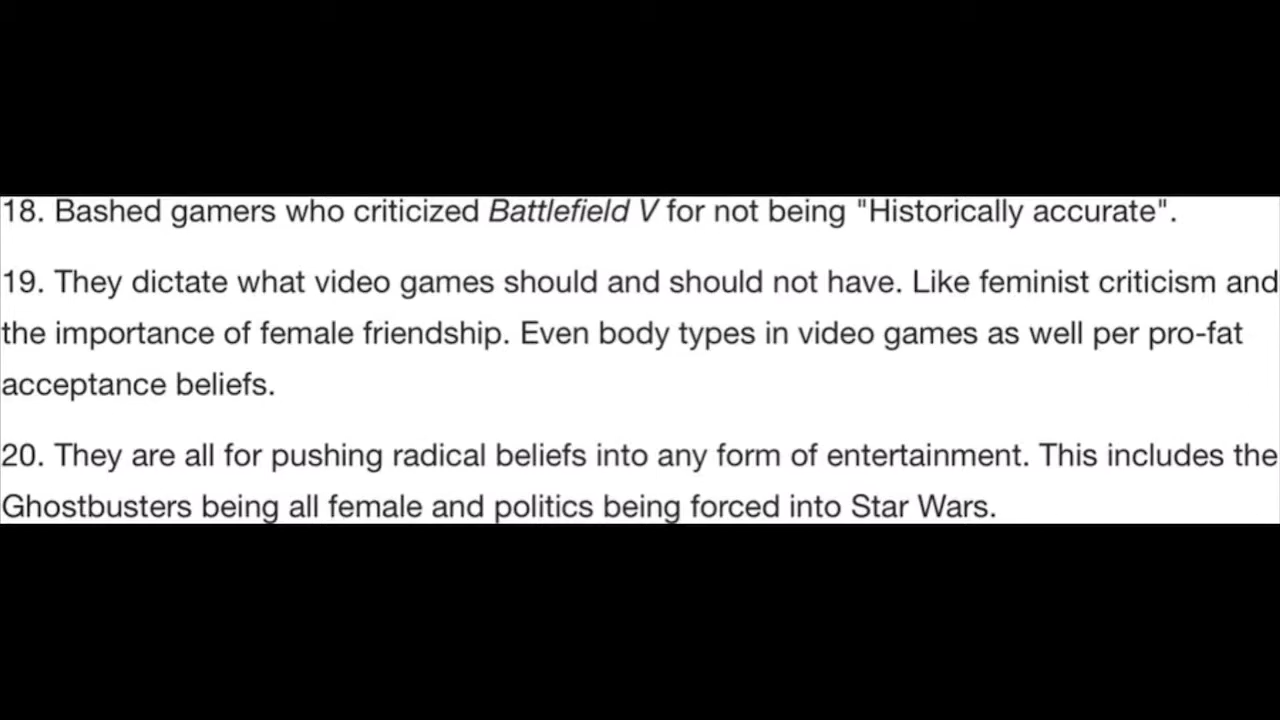 18. Bashed gamers who criticized Battlefield V for not being "Historically accurate".
19. They dictate what video games should and should not have. Like feminist criticism and
the importance of female friendship. Even body types in video games as well per pro-fat
acceptance beliefs.
20. They are all for pushing radical beliefs into any form of entertainment. This includes the
Ghostbusters being all female and politics being forced into Star Wars.